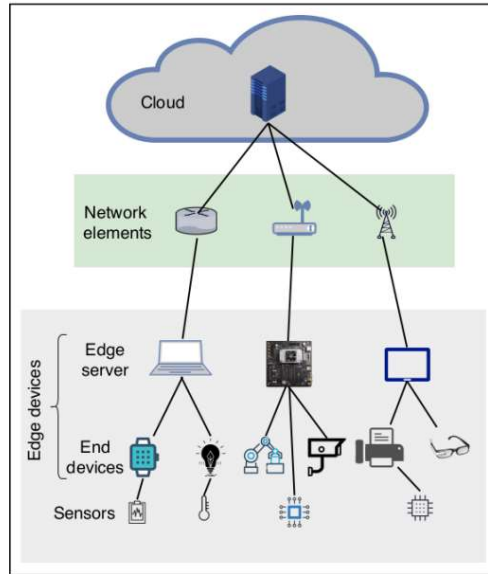 Cloud
Network
elements
Edge devices
Edge
server
End
devices
Sensors